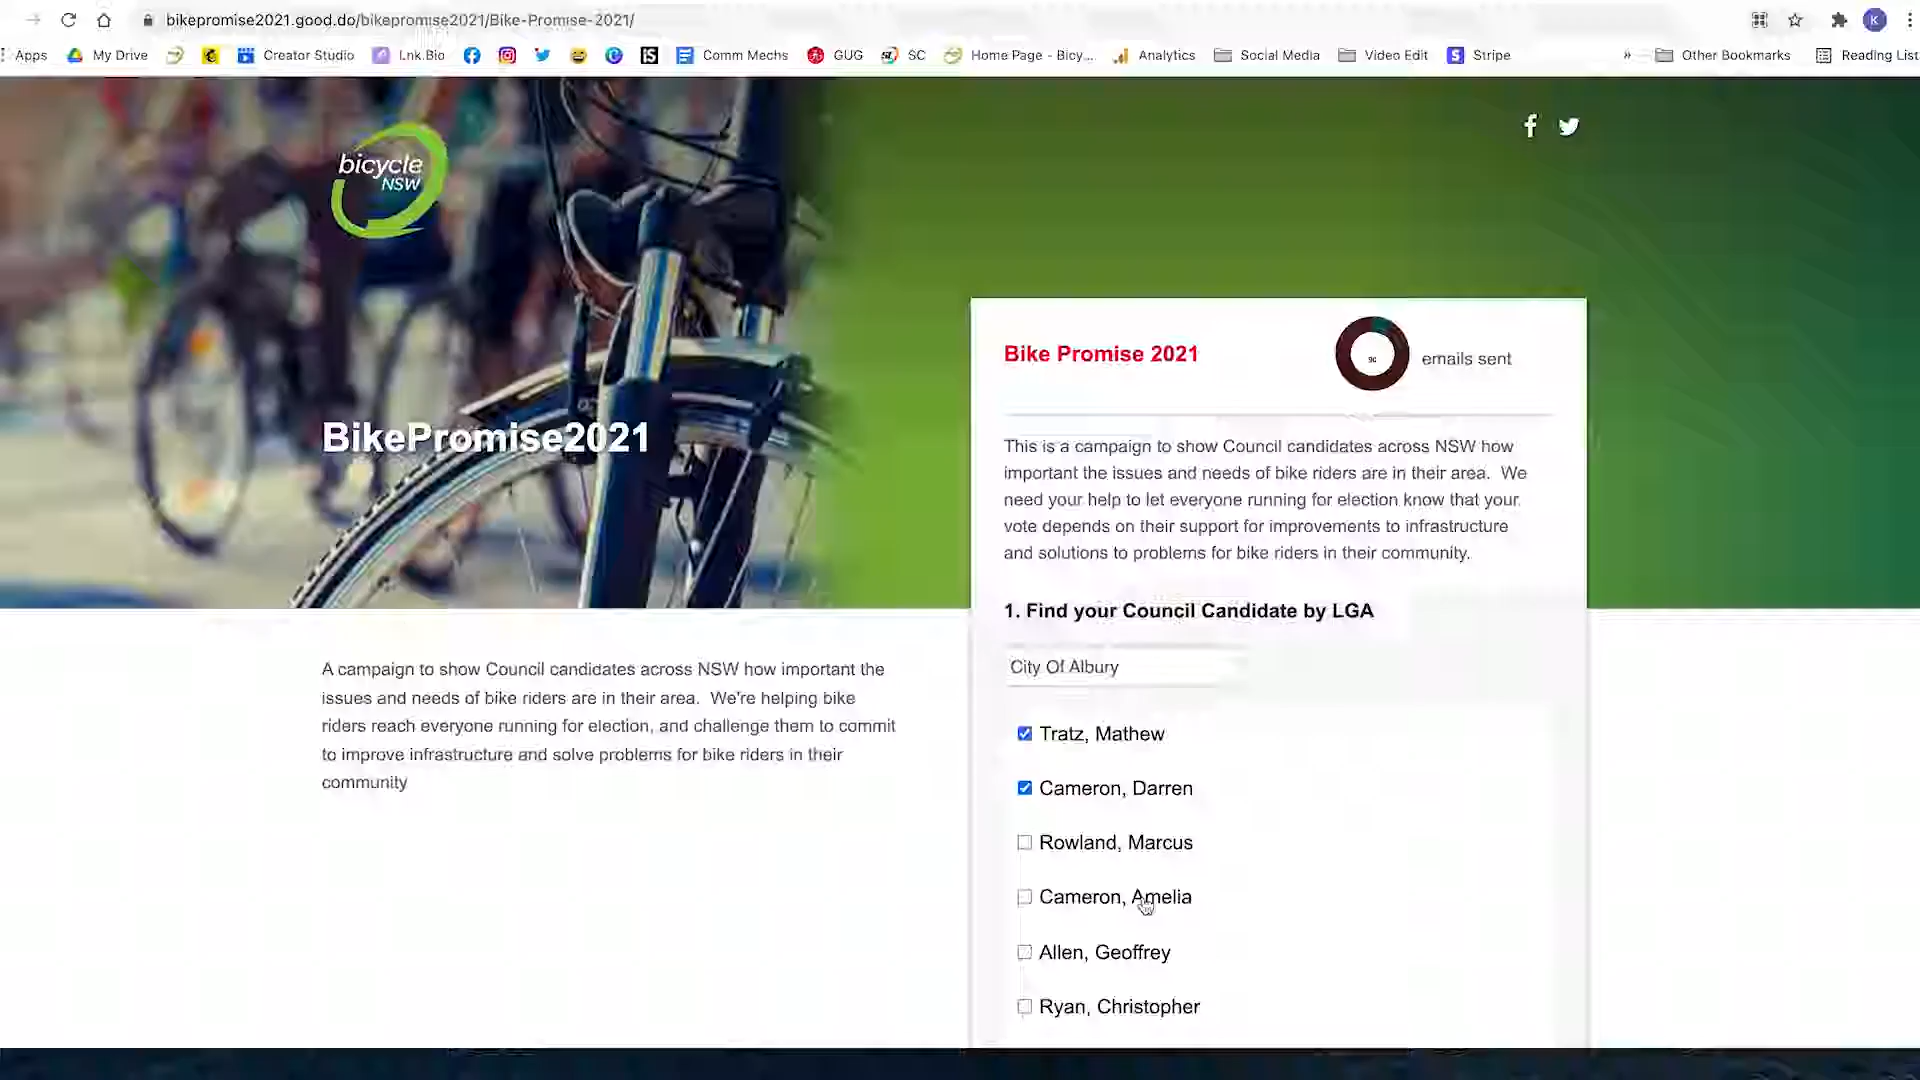 bikepromise2021.good.do/bikepromise2021/Bike-Promise-2021/
K
Apps My Drive Creator Studio Lnk.Bio Comm Mechs GUG SC Home Page - Bicy... Analytics Social Media Video Edit Stripe » Other Bookmarks Reading List
bicycle
NSW
BikePromise2021
Bike Promise 2021
emails sent
This is a campaign to show Council candidates across NSW how
important the issues and needs of bike riders are in their area. We
need your help to let everyone running for election know that your
vote depends on their support for improvements to infrastructure
and solutions to problems for bike riders in their community.
1. Find your Council Candidate by LGA
City Of Albury
Tratz, Mathew
Cameron, Darren
Rowland, Marcus
Cameron, Amelia
Allen, Geoffrey
Ryan, Christopher
A campaign to show Council candidates across NSW how important the
issues and needs of bike riders are in their area. We're helping bike
riders reach everyone running for election, and challenge them to commit
to improve infrastructure and solve problems for bike riders in their
community